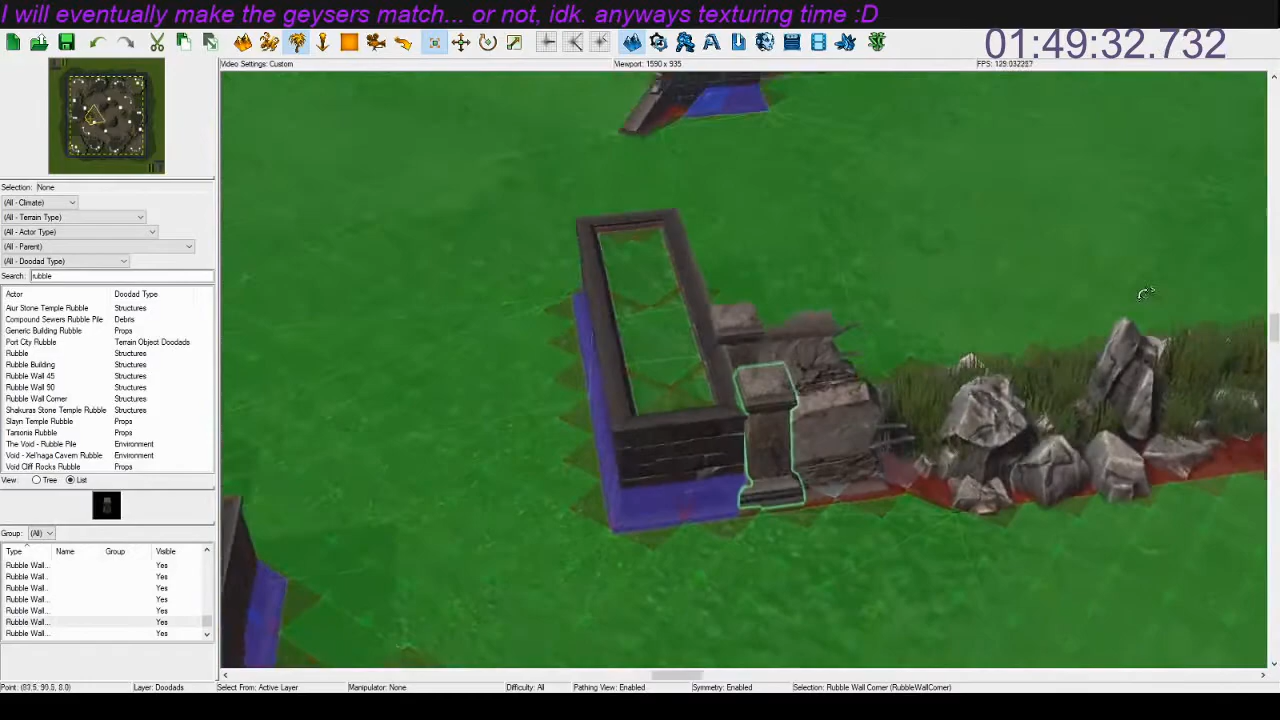 I will eventually make the geysers match... or not, idk. anyways texturing time :D
01:49:32.732
Video Settings: Custom
Viewport: 1590 x 935
Selection: None
(All - Climate)
(All - Terrain Type)
(All - Actor Type)
(All - Parent)
(All - Doodad Type)
Search: rubble
Actor Doodad Type
Aiur Stone Temple Rubble Structures
Compound Sewers Rubble Pile Debris
Generic Building Rubble Props
Port City Rubble Terrain Object Doodads
Rubble Structures
Rubble Building Structures
Rubble Wall 45 Structures
Rubble Wall 90 Structures
Rubble Wall Corner Structures
Shakuras Stone Temple Rubble Structures
Slayn Temple Rubble Props
Tarsonis Rubble Props
The Void - Rubble Pile Environment
Void - Xel'naga Cavern Rubble Environment
Void Cliff Rocks Rubble Props
View: Tree List
Group: (All)
Type Name Group Visible
Rubble Wall... Yes
Rubble Wall... Yes
Rubble Wall... Yes
Rubble Wall... Yes
Rubble Wall... Yes
Rubble Wall... Yes
Rubble Wall... Yes
Layer: Doodads
Select From: Active Layer
Manipulator: None
Difficulty: All
Pathing View: Enabled
Symmetry: Enabled
Selection: Rubble Wall Corner (RubbleWallCorner)